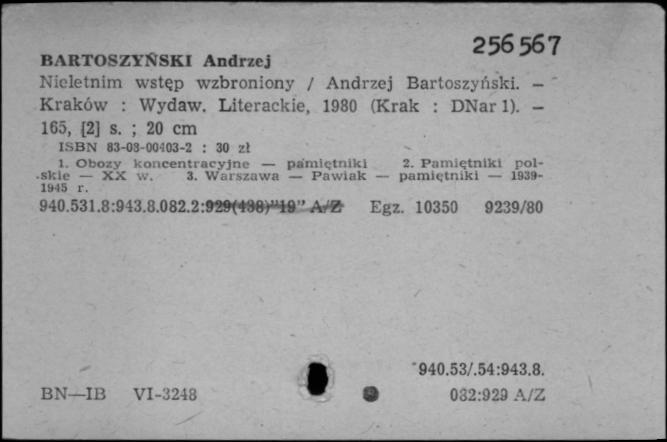 256567
BARTOSZYŃSKI Andrzej
Nieletnim wstęp wzbroniony / Andrzej Bartoszyński. —
Kraków : Wydaw. Literackie, 1980 (Krak : DNar 1). —
165, [2] s. ; 20 cm
ISBN 83-08-00403-2 : 30 zł
1. Obozy koncentracyjne — pamiętniki 2. Pamiętniki pol-
skie — XX w. 3. Warszawa — Pawiak — pamiętniki — 1939-
1945 r.
940.531.8:943.8.082.2:929(438)"19" A/Z Egz. 10350 9239/80
940.53/.54:943.8.
BN—IB VI-3248 082:929 A/Z